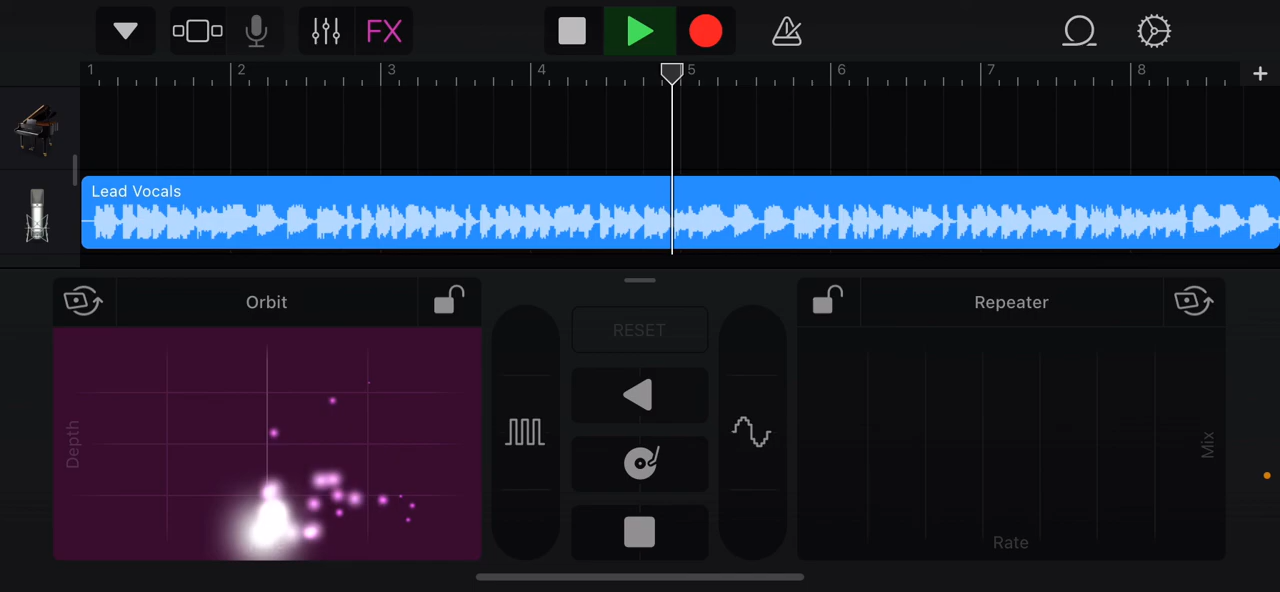 FX
1 2 3 4 5 6 7 8
Lead Vocals
Orbit
RESET
Repeater
Depth
Mix
Rate